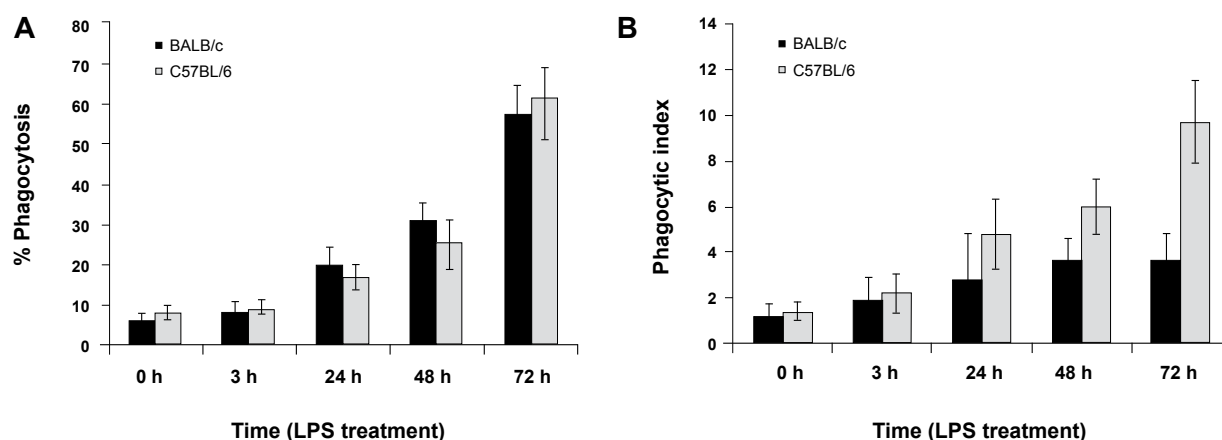 A
% Phagocytosis
80
70
60
50
40
30
20
10
0
BALB/c
C57BL/6
0 h 3 h 24 h 48 h 72 h
Time (LPS treatment)
B
Phagocytic index
14
12
10
8
6
4
2
0
BALB/c
C57BL/6
0 h 3 h 24 h 48 h 72 h
Time (LPS treatment)